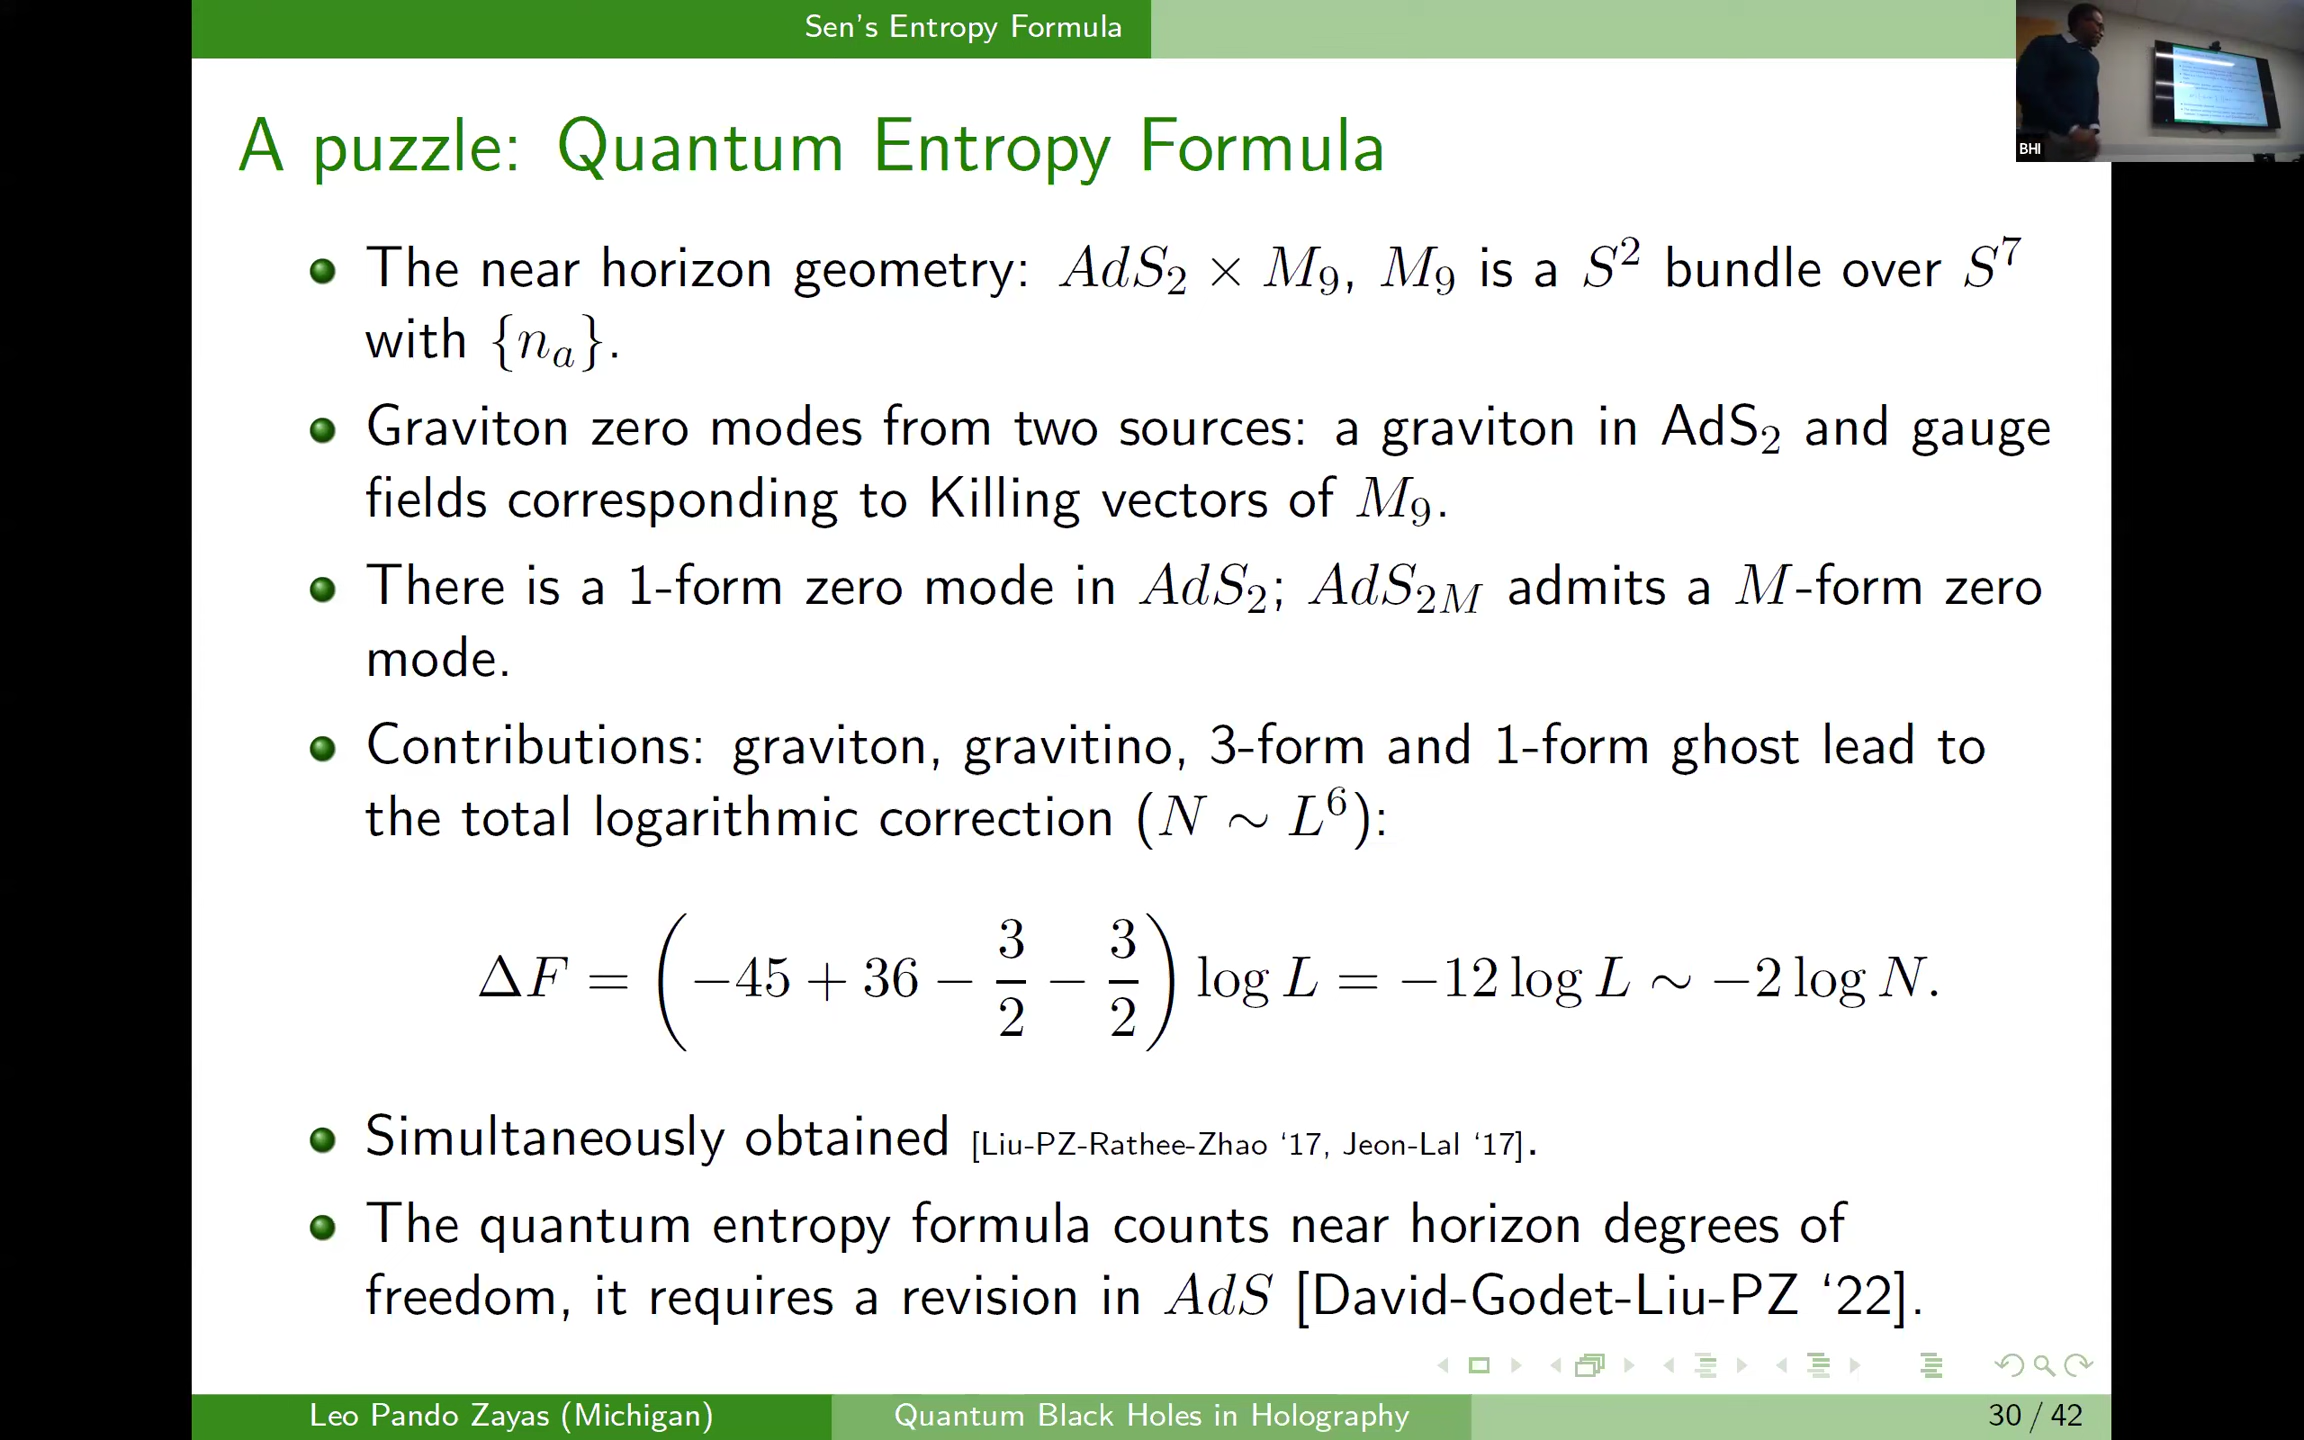 Sen's Entropy Formula
BHI
A puzzle: Quantum Entropy Formula
The near horizon geometry: AdS₂ × M₉, M₉ is a S² bundle over S⁷
with {nₐ}.
Graviton zero modes from two sources: a graviton in AdS₂ and gauge
fields corresponding to Killing vectors of M₉.
There is a 1-form zero mode in AdS₂; AdS_{2M} admits a M-form zero
mode.
Contributions: graviton, gravitino, 3-form and 1-form ghost lead to
the total logarithmic correction (N ∼ L⁶):
ΔF = (−45 + 36 − 3/2 − 3/2) log L = −12 log L ∼ −2 log N.
Simultaneously obtained [Liu-PZ-Rathee-Zhao ‘17, Jeon-Lal ‘17].
The quantum entropy formula counts near horizon degrees of
freedom, it requires a revision in AdS [David-Godet-Liu-PZ ‘22].
Leo Pando Zayas (Michigan)
Quantum Black Holes in Holography
30 / 42